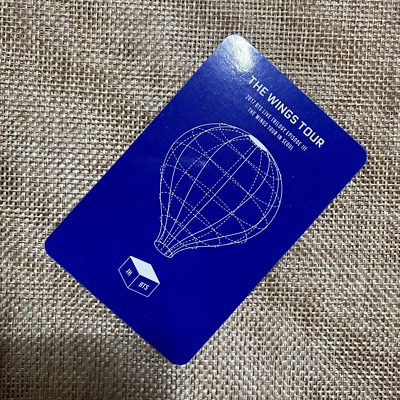 THE WINGS TOUR
2017 BTS LIVE TRILOGY EPISODE III
THE WINGS TOUR IN SEOUL
IN
BTS